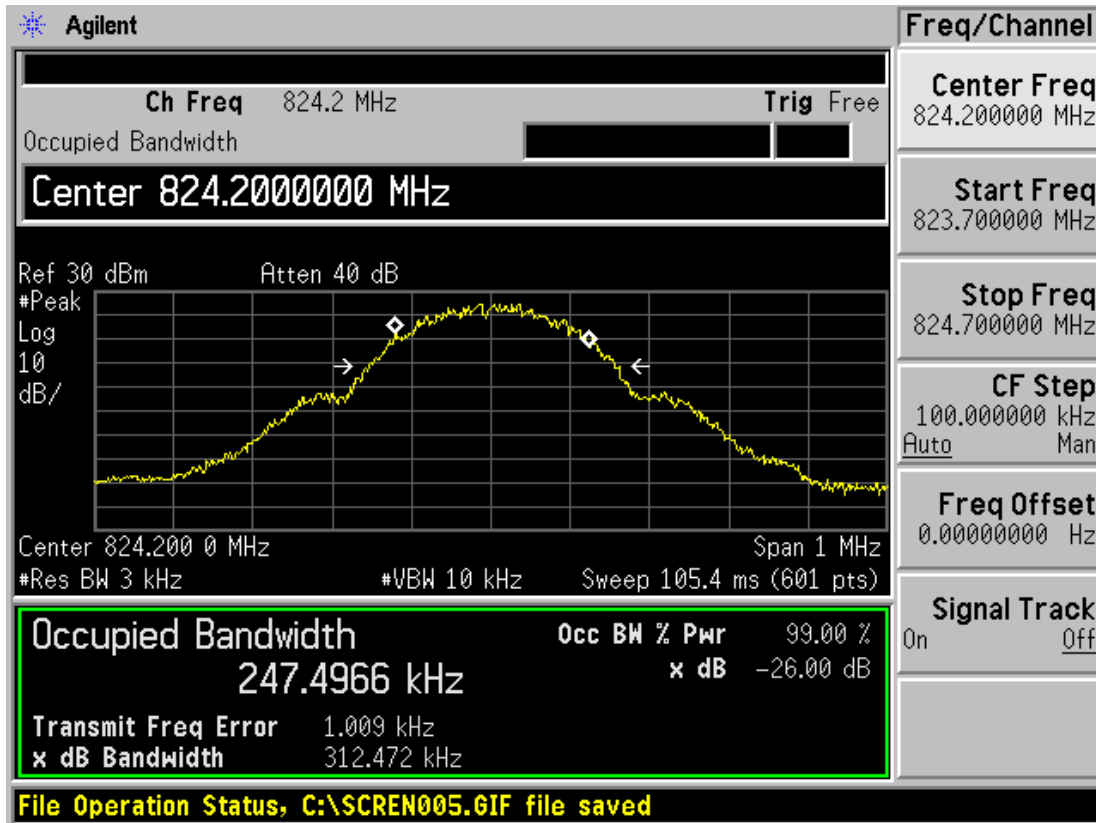 Agilent
Freq/Channel
Ch Freq 824.2 MHz Trig Free
Occupied Bandwidth
Center 824.2000000 MHz
Ref 30 dBm Atten 40 dB
#Peak
Log
10
dB/
Center 824.200 0 MHz Span 1 MHz
#Res BW 3 kHz #VBW 10 kHz Sweep 105.4 ms (601 pts)
Occupied Bandwidth
247.4966 kHz
Occ BW % Pwr 99.00 %
x dB -26.00 dB
Transmit Freq Error 1.009 kHz
x dB Bandwidth 312.472 kHz
File Operation Status, C:\SCREN005.GIF file saved
Center Freq
824.200000 MHz
Start Freq
823.700000 MHz
Stop Freq
824.700000 MHz
CF Step
100.000000 kHz
Auto Man
Freq Offset
0.00000000 Hz
Signal Track
On Off